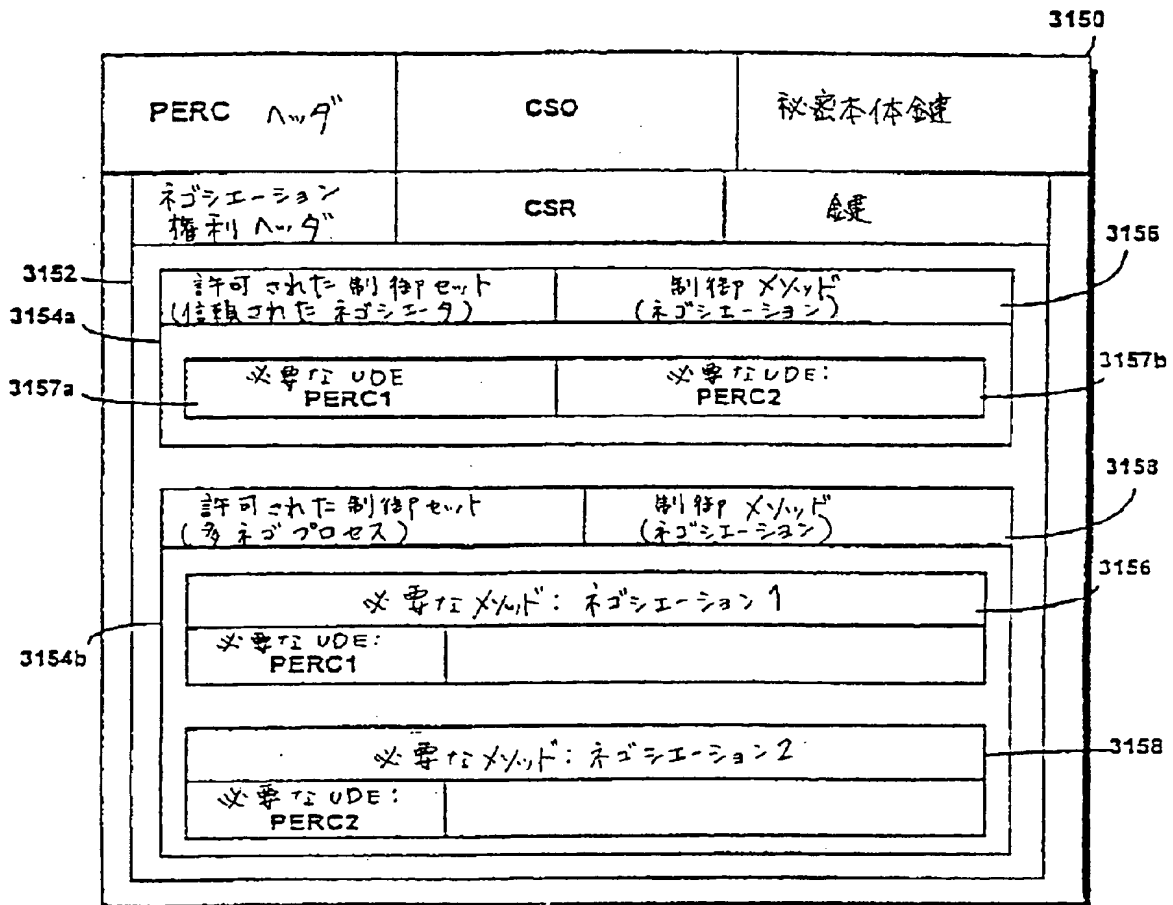 3150
PERC ヘッダ
CSO
秘密本体鍵
ネゴシエーション
権利 ヘッダ
CSR
鍵
3155
3152
許可された制御セット
(信頼されたネゴシエータ)
制御メソッド
(ネゴシエーション)
3154a
3157a
必要な UDE
PERC1
必要なUDE:
PERC2
3157b
許可された制御セット
(多ネゴプロセス)
制御メソッド
(ネゴシエーション)
3153
3156
必要なメソッド: ネゴシエーション1
3154b
必要なUDE:
PERC1
必要なメソッド: ネゴシエーション2
3158
必要なUDE:
PERC2